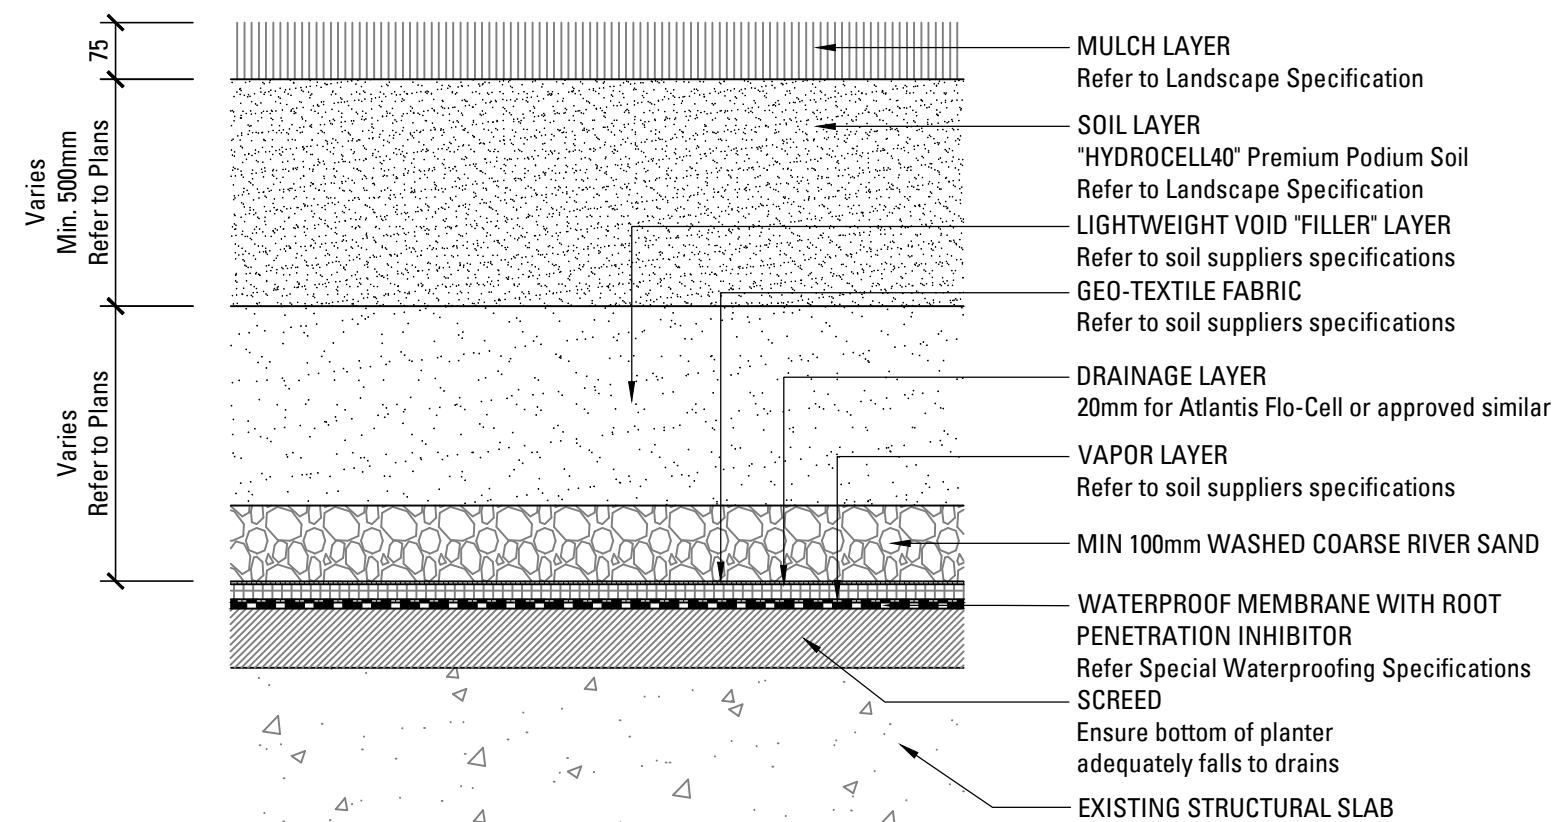 75
Varies
Min. 500mm
Refer to Plans
Varies
Refer to Plans
MULCH LAYER
Refer to Landscape Specification
SOIL LAYER
"HYDROCELL40" Premium Podium Soil
Refer to Landscape Specification
LIGHTWEIGHT VOID "FILLER" LAYER
Refer to soil suppliers specifications
GEO-TEXTILE FABRIC
Refer to soil suppliers specifications
DRAINAGE LAYER
20mm for Atlantis Flo-Cell or approved similar
VAPOR LAYER
Refer to soil suppliers specifications
MIN 100mm WASHED COARSE RIVER SAND
WATERPROOF MEMBRANE WITH ROOT
PENETRATION INHIBITOR
Refer Special Waterproofing Specifications
SCREED
Ensure bottom of planter
adequately falls to drains
EXISTING STRUCTURAL SLAB